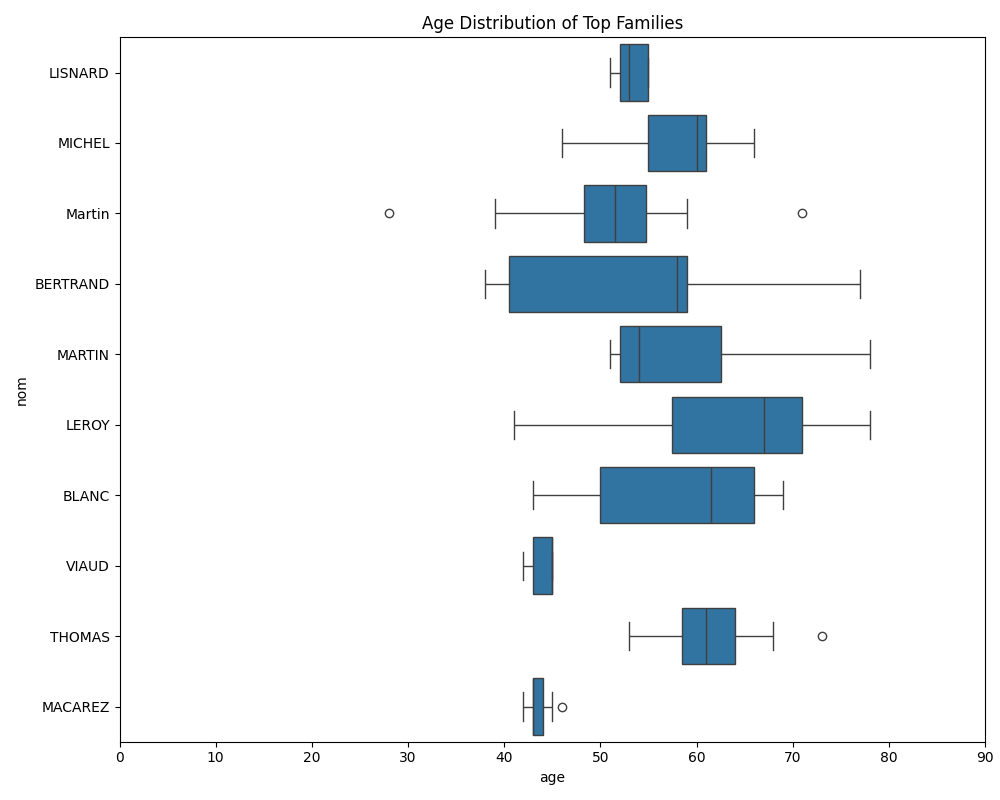 Age Distribution of Top Families
LISNARD
MICHEL
Martin
BERTRAND
MARTIN
LEROY
BLANC
VIAUD
THOMAS
MACAREZ
nom
0 10 20 30 40 50 60 70 80 90
age